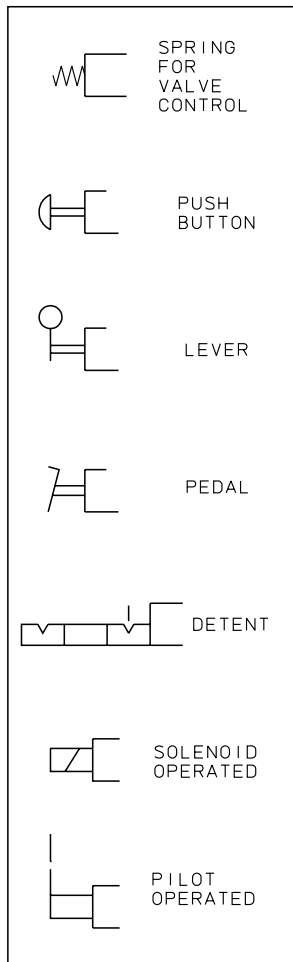 SPRING
FOR
VALVE
CONTROL
PUSH
BUTTON
LEVER
PEDAL
DETENT
SOLENOID
OPERATED
PILOT
OPERATED